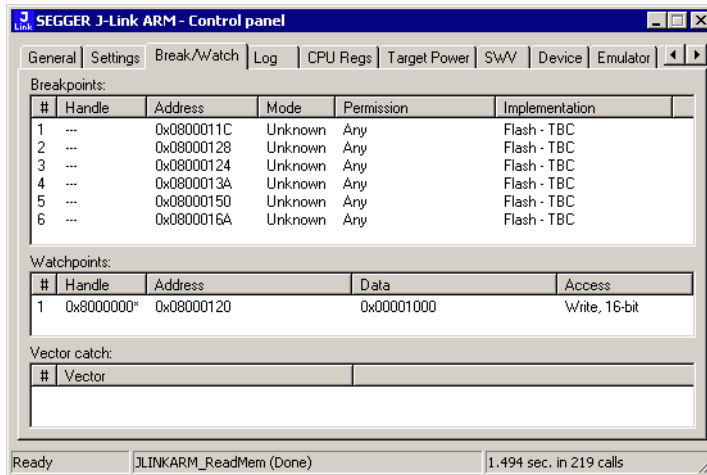 J Link SEGGER J-Link ARM - Control panel
General Settings Break/Watch Log CPU Regs Target Power SWV Device Emulator
Breakpoints:
# Handle Address Mode Permission Implementation
1 --- 0x0800011C Unknown Any Flash - TBC
2 --- 0x08000128 Unknown Any Flash - TBC
3 --- 0x08000124 Unknown Any Flash - TBC
4 --- 0x0800013A Unknown Any Flash - TBC
5 --- 0x08000150 Unknown Any Flash - TBC
6 --- 0x0800016A Unknown Any Flash - TBC
Watchpoints:
# Handle Address Data Access
1 0x8000000* 0x08000120 0x00001000 Write, 16-bit
Vector catch:
# Vector
Ready JLINKARM_ReadMem (Done) 1.494 sec. in 219 calls